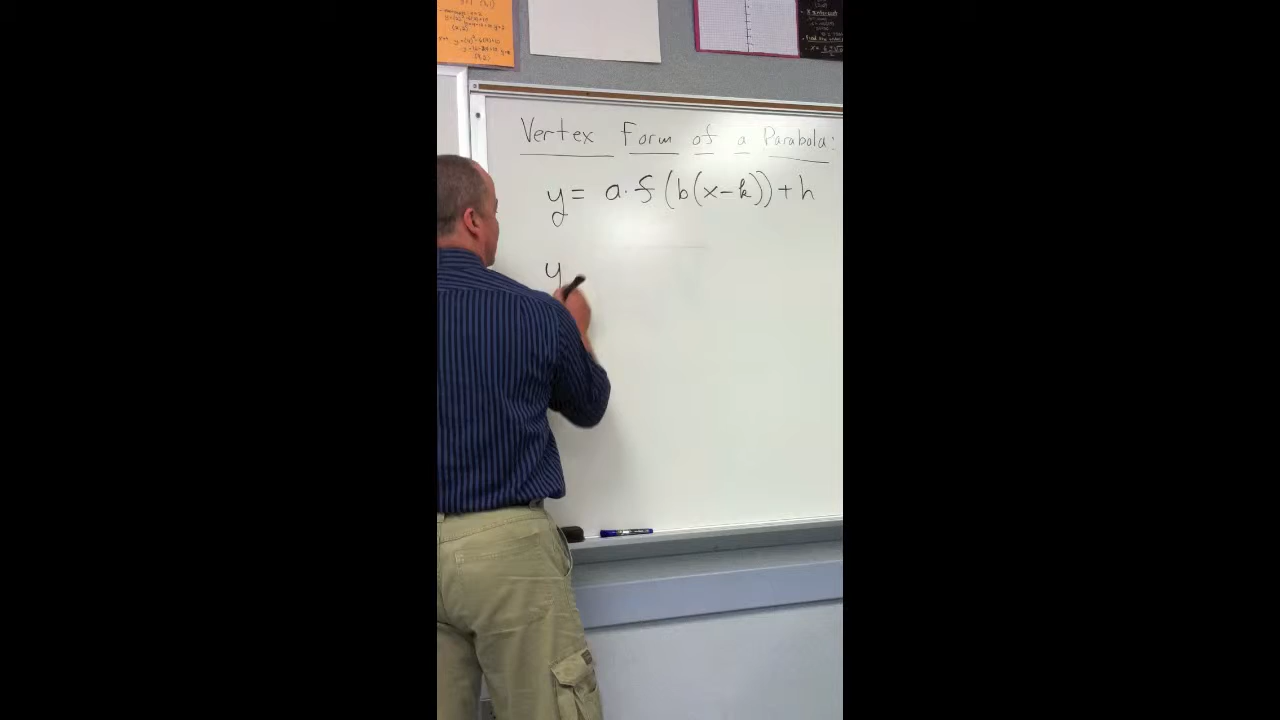 Vertex Form of a Parabola:
y = a·f(b(x-k))+h
y